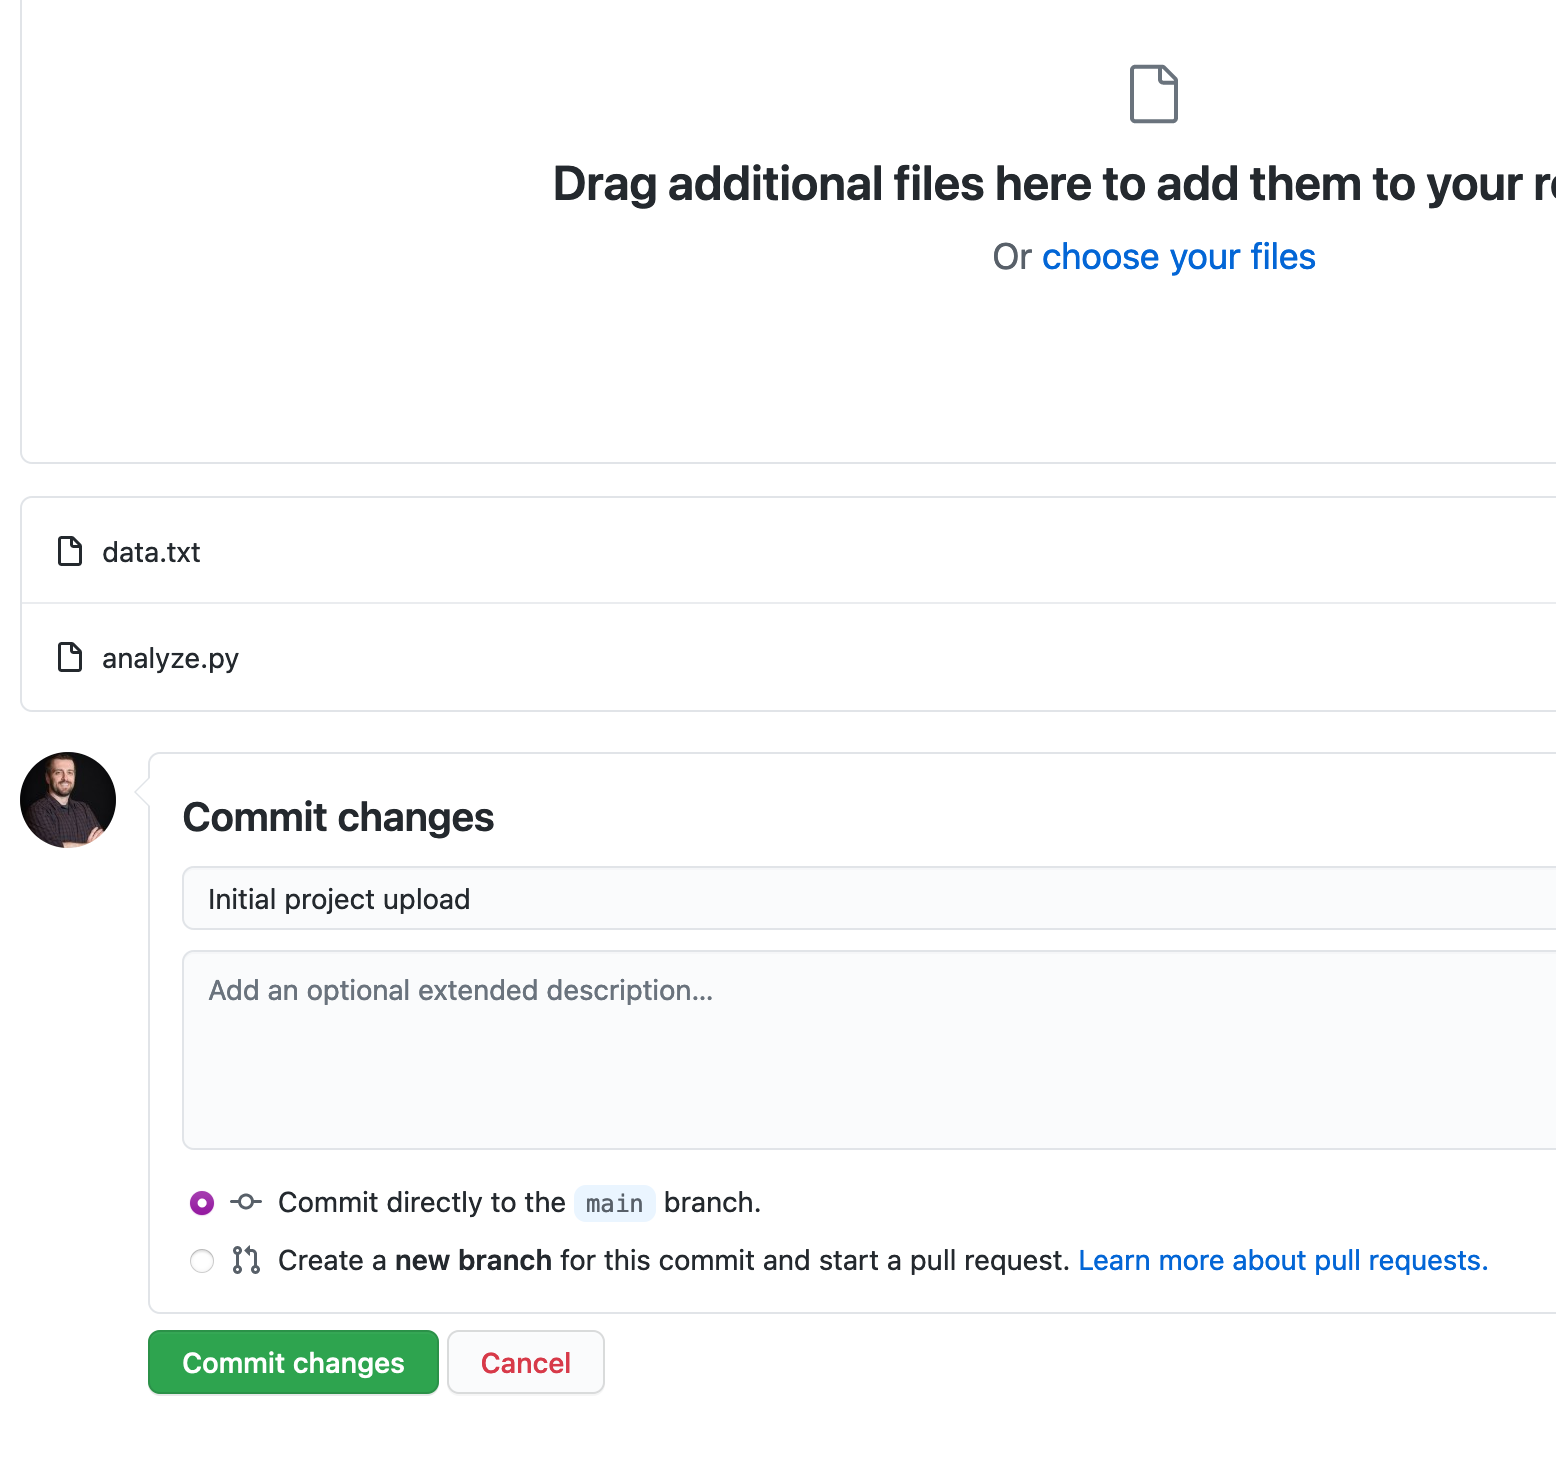 Drag additional files here to add them to your
Or choose your files
data.txt
analyze.py
Commit changes
Initial project upload
Add an optional extended description...
Commit directly to the main branch.
Create a new branch for this commit and start a pull request. Learn more about pull requests.
Commit changes Cancel